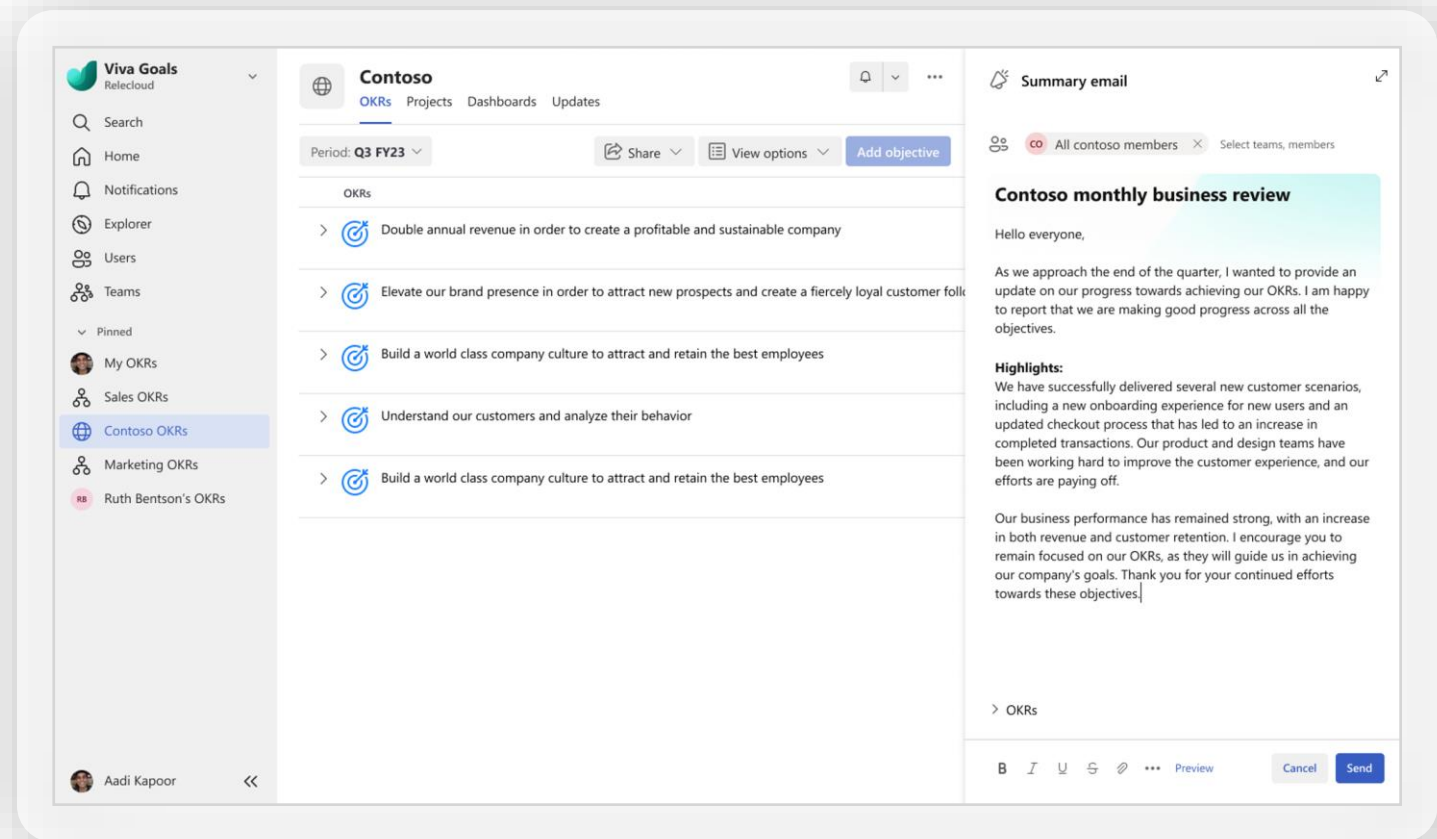 Viva Goals
Relecloud
Search
Home
Notifications
Explorer
Users
Teams
Pinned
My OKRs
Sales OKRs
Contoso OKRs
Marketing OKRs
RB Ruth Bentson's OKRs
Aadi Kapoor
Contoso
OKRs Projects Dashboards Updates
Period: Q3 FY23
Share
View options
Add objective
OKRs
Double annual revenue in order to create a profitable and sustainable company
Elevate our brand presence in order to attract new prospects and create a fiercely loyal customer follo
Build a world class company culture to attract and retain the best employees
Understand our customers and analyze their behavior
Build a world class company culture to attract and retain the best employees
Summary email
CO All contoso members Select teams, members
Contoso monthly business review
Hello everyone,
As we approach the end of the quarter, I wanted to provide an
update on our progress towards achieving our OKRs. I am happy
to report that we are making good progress across all the
objectives.
Highlights:
We have successfully delivered several new customer scenarios,
including a new onboarding experience for new users and an
updated checkout process that has led to an increase in
completed transactions. Our product and design teams have
been working hard to improve the customer experience, and our
efforts are paying off.
Our business performance has remained strong, with an increase
in both revenue and customer retention. I encourage you to
remain focused on our OKRs, as they will guide us in achieving
our company's goals. Thank you for your continued efforts
towards these objectives.
OKRs
B I U S Preview Cancel Send